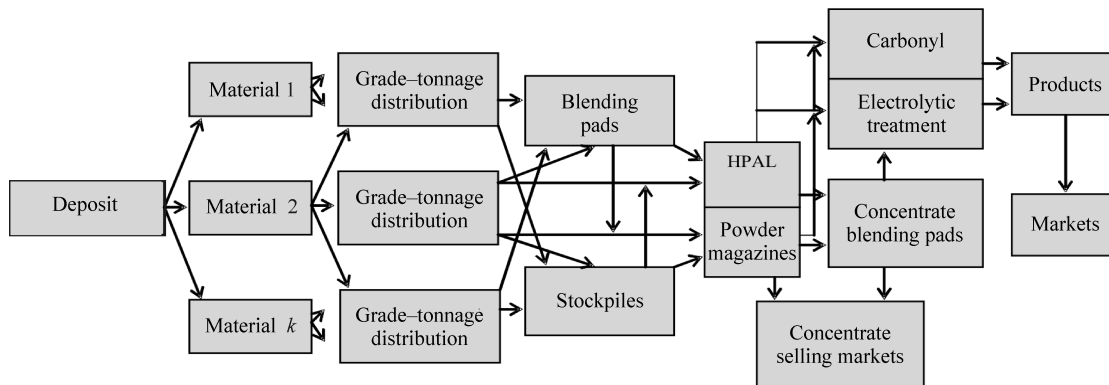 Deposit
Material 1
Material 2
Material k
Grade–tonnage
distribution
Grade–tonnage
distribution
Grade–tonnage
distribution
Blending
pads
Stockpiles
HPAL
Powder
magazines
Carbonyl
Electrolytic
treatment
Concentrate
blending pads
Concentrate
selling markets
Products
Markets